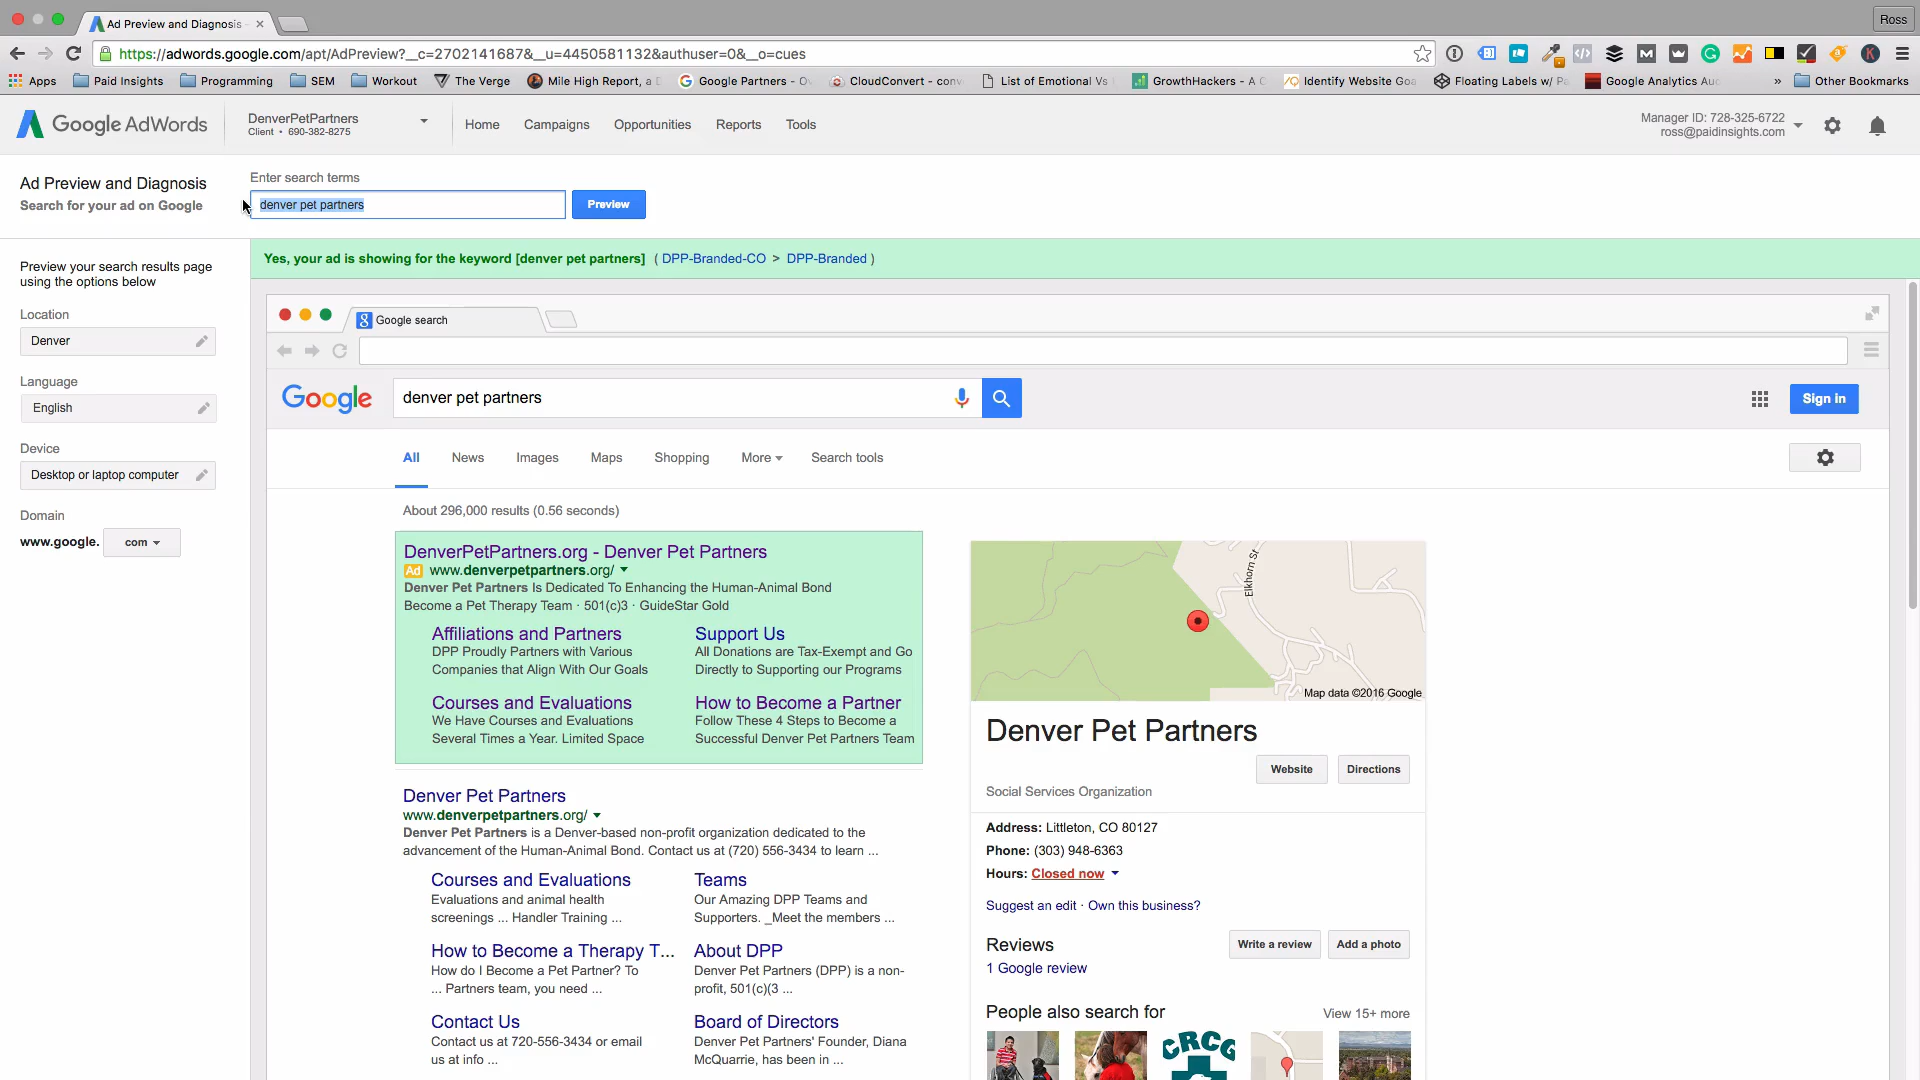 Ad Preview and Diagnosis
Ross
https://adwords.google.com/apt/AdPreview?__c=2702141687&__u=4450581132&authuser=0&__o=cues
Apps Paid Insights Programming SEM Workout The Verge Mile High Report, a Google Partners - CloudConvert - conv List of Emotional Vs GrowthHackers - A Identify Website Goa Floating Labels w/ Google Analytics » Other Bookmarks
Google AdWords
DenverPetPartners
Client • 690-382-8275
Home Campaigns Opportunities Reports Tools
Manager ID: 728-325-6722
ross@paidinsights.com
Ad Preview and Diagnosis
Search for your ad on Google
Enter search terms
denver pet partners
Preview
Yes, your ad is showing for the keyword [denver pet partners] ( DPP-Branded-CO > DPP-Branded )
Preview your search results page
using the options below
Location
Denver
Language
English
Device
Desktop or laptop computer
Domain
www.google. com
Google search
Google
denver pet partners
Sign in
All News Images Maps Shopping More Search tools
About 296,000 results (0.56 seconds)
DenverPetPartners.org - Denver Pet Partners
Ad www.denverpetpartners.org/
Denver Pet Partners Is Dedicated To Enhancing the Human-Animal Bond
Become a Pet Therapy Team · 501(c)3 · GuideStar Gold
Affiliations and Partners
DPP Proudly Partners with Various
Companies that Align With Our Goals
Support Us
All Donations are Tax-Exempt and Go
Directly to Supporting our Programs
Courses and Evaluations
We Have Courses and Evaluations
Several Times a Year. Limited Space
How to Become a Partner
Follow These 4 Steps to Become a
Successful Denver Pet Partners Team
Denver Pet Partners
www.denverpetpartners.org/
Denver Pet Partners is a Denver-based non-profit organization dedicated to the
advancement of the Human-Animal Bond. Contact us at (720) 556-3434 to learn ...
Courses and Evaluations
Evaluations and animal health
screenings ... Handler Training ...
Teams
Our Amazing DPP Teams and
Supporters. _Meet the members ...
How to Become a Therapy T...
How do I Become a Pet Partner? To
... Partners team, you need ...
About DPP
Denver Pet Partners (DPP) is a non-
profit, 501(c)(3 ...
Contact Us
Contact us at 720-556-3434 or email
us at info ...
Board of Directors
Denver Pet Partners' Founder, Diana
McQuarrie, has been in ...
Elkhorn St
Map data ©2016 Google
Denver Pet Partners
Website
Directions
Social Services Organization
Address: Littleton, CO 80127
Phone: (303) 948-6363
Hours: Closed now
Suggest an edit · Own this business?
Reviews
Write a review
Add a photo
1 Google review
People also search for
View 15+ more
CRCG